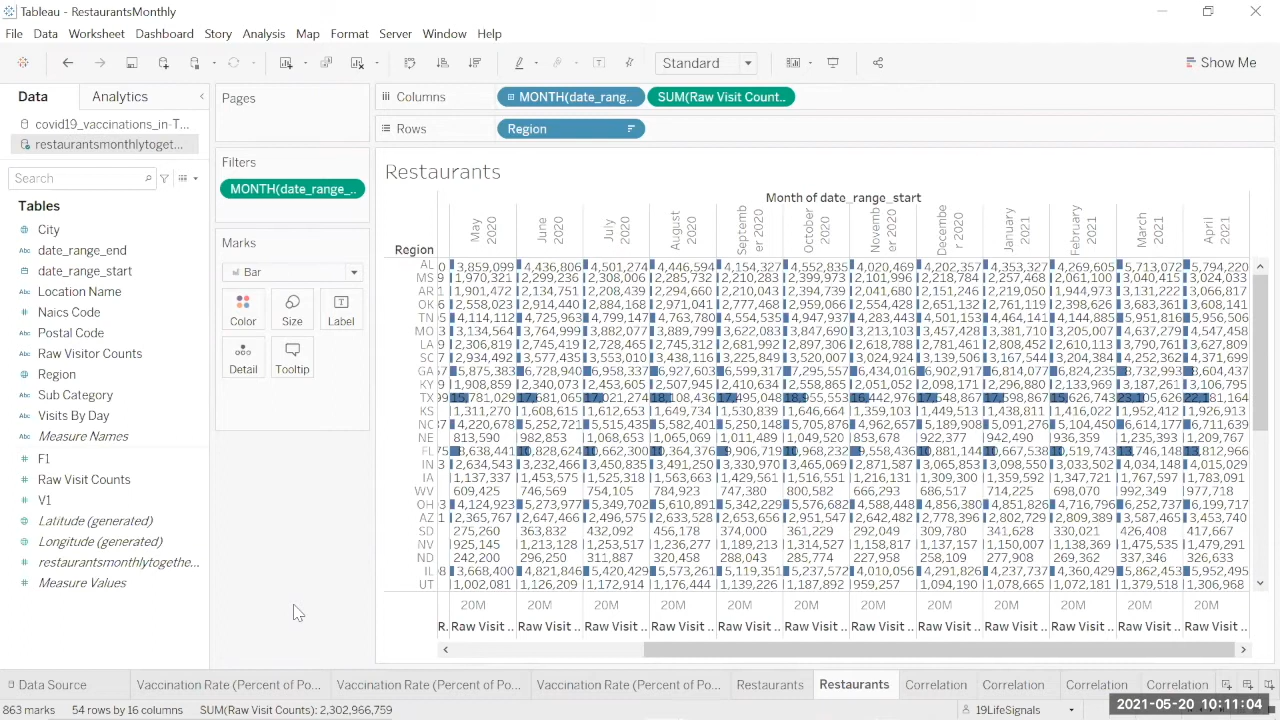 Tableau - RestaurantsMonthly
File Data Worksheet Dashboard Story Analysis Map Format Server Window Help
Standard Show Me
Data Analytics
covid19_vaccinations_in-T...
restaurantsmonthlytoget...
Search
Tables
City
Abc date_range_end
date_range_start
Abc Location Name
# Naics Code
Abc Postal Code
Abc Raw Visitor Counts
Region
Abc Sub Category
Abc Visits By Day
Abc Measure Names
# F1
# Raw Visit Counts
# V1
Latitude (generated)
Longitude (generated)
# restaurantsmonthlytogethe...
# Measure Values
Pages
Filters
MONTH(date_range_..
Marks
Bar
Color Size Label
Detail Tooltip
Columns MONTH(date_rang.. SUM(Raw Visit Count..
Rows Region
Restaurants
Month of date_range_start
Region May 2020 June 2020 July 2020 August 2020 Septemb er 2020 October 2020 Novemb er 2020 Decembe r 2020 January 2021 February 2021 March 2021 April 2021
AL 3,859,099 4,436,806 4,501,274 4,446,594 4,154,327 4,552,835 4,020,469 4,202,357 4,353,327 4,269,605 5,713,072 5,794,220
MS 1,970,327 2,299,236 2,308,006 2,285,732 2,210,283 2,399,973 2,101,996 2,218,784 2,257,468 2,061,100 3,040,415 3,024,033
AR 1,901,472 2,134,751 2,208,439 2,294,660 2,210,043 2,394,739 2,041,680 2,151,246 2,219,050 1,944,973 3,131,222 3,066,817
OK 2,558,023 2,914,440 2,884,168 2,971,041 2,777,468 2,959,066 2,554,428 2,651,132 2,761,119 2,398,626 3,683,361 3,608,141
TN 4,114,112 4,725,963 4,799,147 4,763,780 4,554,535 4,947,937 4,283,443 4,501,153 4,464,141 4,144,885 5,951,816 5,956,506
MO 3,134,564 3,764,999 3,882,077 3,889,799 3,622,083 3,847,690 3,213,103 3,457,428 3,381,710 3,205,007 4,637,279 4,547,458
LA 2,306,819 2,745,419 2,728,465 2,745,312 2,681,992 2,897,306 2,618,788 2,781,461 2,808,452 2,610,113 3,790,761 3,627,809
SC 2,934,492 3,577,435 3,553,010 3,438,116 3,225,849 3,520,007 3,024,924 3,139,506 3,167,544 3,204,384 4,252,362 4,371,699
GA 5,875,383 6,728,940 6,958,337 6,927,603 6,599,317 7,295,557 6,434,016 6,902,917 6,814,077 6,824,235 8,732,993 8,604,437
KY 1,908,859 2,340,073 2,453,605 2,507,945 2,410,634 2,558,865 2,051,052 2,098,171 2,296,880 2,133,969 3,187,261 3,106,795
TX 15,781,029 17,681,065 17,021,274 18,108,436 17,495,048 18,955,553 16,442,976 17,548,867 17,598,867 15,626,743 23,105,626 22,181,164
KS 1,311,270 1,608,615 1,612,653 1,649,734 1,530,839 1,646,664 1,359,103 1,449,513 1,438,811 1,416,022 1,952,412 1,926,913
NC 4,220,678 5,252,721 5,515,435 5,582,401 5,250,148 5,705,876 4,962,657 5,189,908 5,091,276 5,104,450 6,614,177 6,711,639
NE 813,590 982,853 1,068,653 1,065,069 1,011,489 1,049,520 853,678 922,377 942,490 936,359 1,235,393 1,209,767
FL 8,638,441 10,828,624 10,662,300 10,364,376 9,906,719 10,968,232 9,558,436 10,881,144 10,667,538 10,519,743 13,746,148 13,812,966
IN 2,634,543 3,232,466 3,450,835 3,491,250 3,330,970 3,465,069 2,871,587 3,065,853 3,098,550 3,033,502 4,034,148 4,015,029
IA 1,137,337 1,453,575 1,525,318 1,563,663 1,429,561 1,516,551 1,216,131 1,309,300 1,359,592 1,347,721 1,767,597 1,783,091
WV 609,425 746,569 754,105 784,923 747,380 800,582 666,293 686,517 714,225 698,070 992,349 977,718
OH 4,124,923 5,273,977 5,349,702 5,610,891 5,342,229 5,576,682 4,588,448 4,856,380 4,851,826 4,716,796 6,252,737 6,199,717
AZ 2,365,767 2,647,466 2,496,575 2,633,528 2,653,656 2,951,547 2,642,482 2,778,396 2,802,729 2,809,389 3,587,465 3,453,740
SD 275,260 363,832 432,092 456,178 374,000 361,229 292,049 309,780 341,628 330,021 426,408 417,667
NV 925,145 1,213,128 1,253,517 1,236,277 1,189,213 1,314,527 1,158,817 1,137,157 1,150,007 1,138,369 1,475,535 1,479,291
ND 242,200 296,250 311,887 320,458 288,043 285,774 227,958 258,109 277,908 269,362 377,346 326,633
IL 3,668,400 4,821,846 5,420,429 5,573,261 5,119,351 5,237,572 4,010,056 4,291,826 4,237,737 4,360,429 5,862,453 5,952,495
UT 1,002,081 1,126,209 1,172,914 1,176,444 1,139,226 1,187,892 959,257 1,094,190 1,078,665 1,072,181 1,379,518 1,306,968
20M 20M 20M 20M 20M 20M 20M 20M 20M 20M 20M 20M
R. Raw Visit .. Raw Visit .. Raw Visit .. Raw Visit .. Raw Visit .. Raw Visit .. Raw Visit .. Raw Visit .. Raw Visit .. Raw Visit .. Raw Visit .. Raw Visit ..
Data Source Vaccination Rate (Percent of Po... Vaccination Rate (Percent of Po... Vaccination Rate (Percent of Po... Restaurants Restaurants Correlation Correlation Correlation Correlation
863 marks 54 rows by 16 columns SUM(Raw Visit Counts): 2,302,966,759 19LifeSignals 2021-05-20 10:11:04